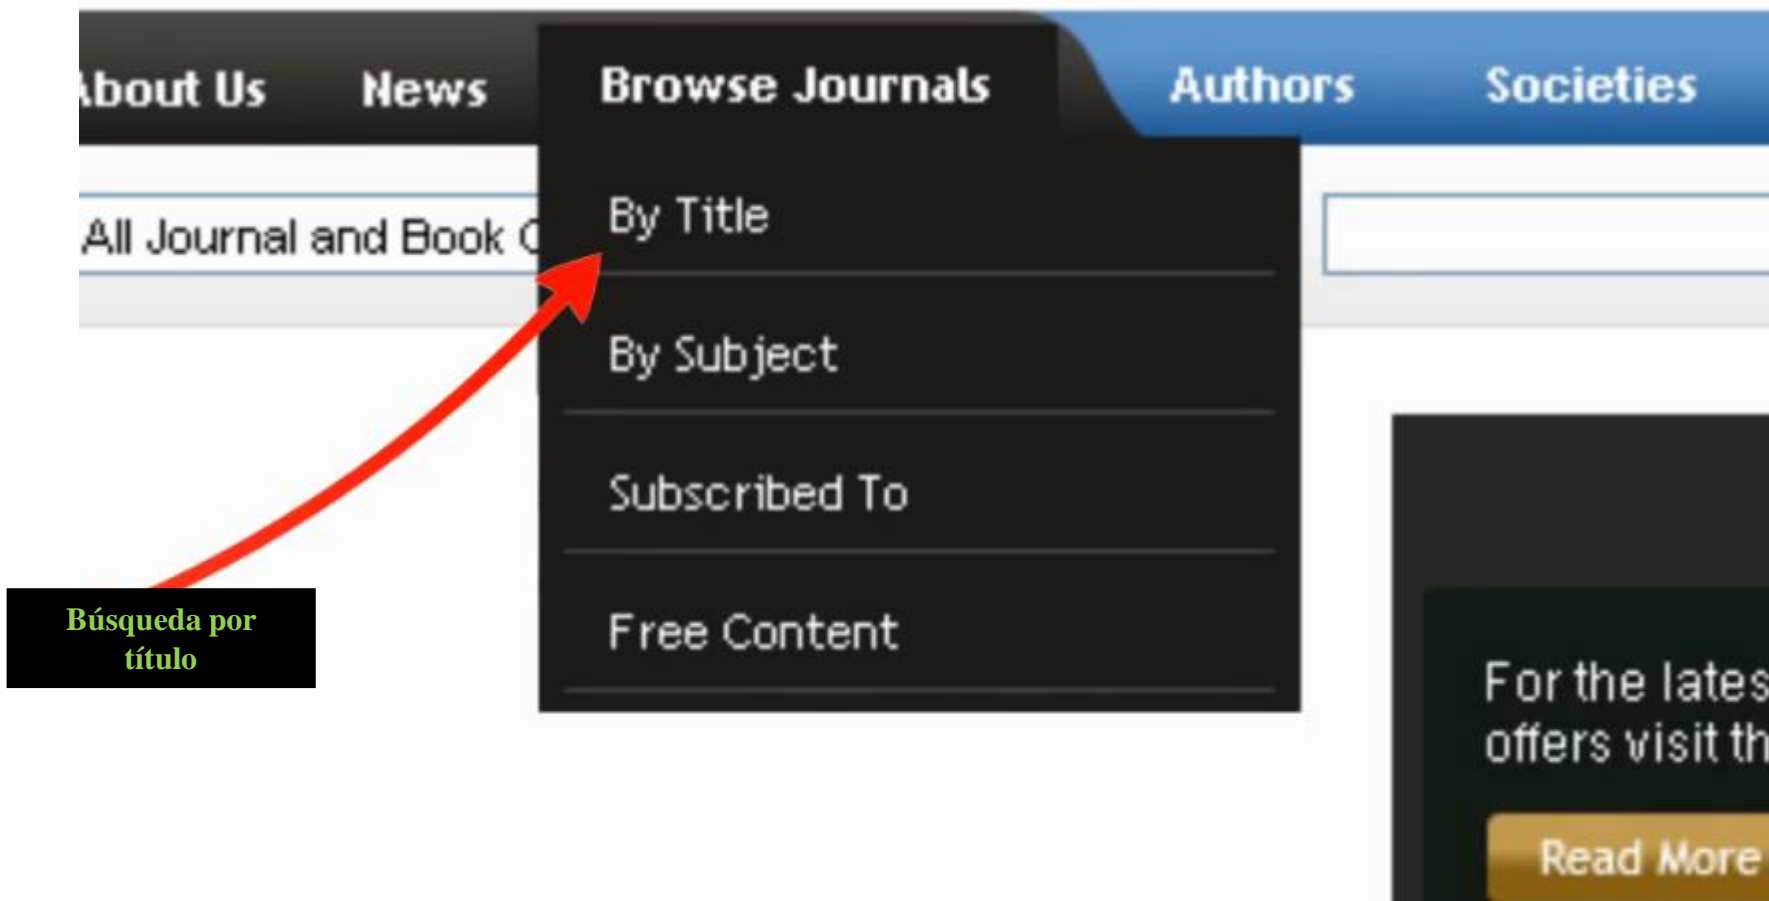 About Us News Browse Journals Authors Societies
All Journal and Book
By Title
By Subject
Subscribed To
Free Content
Búsqueda por
título
For the lates
offers visit th
Read More